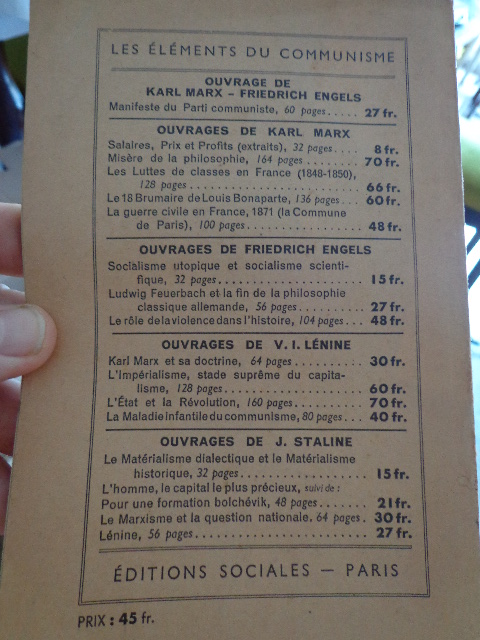 LES ÉLÉMENTS DU COMMUNISME
OUVRAGE DE
KARL MARX - FRIEDRICH ENGELS
Manifeste du Parti communiste, 60 pages..... 27 fr.
OUVRAGES DE KARL MARX
Salaires, Prix et Profits (extraits), 32 pages.... 8 fr.
Misère de la philosophie, 164 pages........ 70 fr.
Les Luttes de classes en France (1848-1850),
128 pages............................ 66 fr.
Le 18 Brumaire de Louis Bonaparte, 136 pages... 60 fr.
La guerre civile en France, 1871 (la Commune
de Paris), 100 pages................. 48 fr.
OUVRAGES DE FRIEDRICH ENGELS
Socialisme utopique et socialisme scienti-
fique, 32 pages...................... 15 fr.
Ludwig Feuerbach et la fin de la philosophie
classique allemande, 56 pages........ 27 fr.
Le rôle de la violence dans l'histoire, 104 pages... 48 fr.
OUVRAGES DE V. I. LÉNINE
Karl Marx et sa doctrine, 64 pages......... 30 fr.
L'Impérialisme, stade suprême du capita-
lisme, 128 pages..................... 60 fr.
L'État et la Révolution, 160 pages......... 70 fr.
La Maladie infantile du communisme, 80 pages... 40 fr.
OUVRAGES DE J. STALINE
Le Matérialisme dialectique et le Matérialisme
historique, 32 pages................. 15 fr.
L'homme, le capital le plus précieux, suivi de :
Pour une formation bolchévik, 48 pages....... 21 fr.
Le Marxisme et la question nationale. 64 pages. 30 fr.
Lénine, 56 pages......................... 27 fr.
ÉDITIONS SOCIALES — PARIS
PRIX : 45 fr.